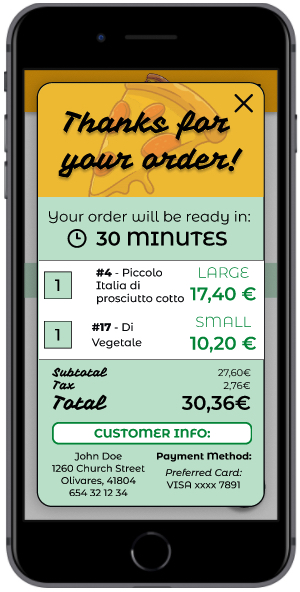 Thanks for
your order!
Your order will be ready in:
30 MINUTES
1
#4 - Piccolo
Italia di
prosciutto cotto
LARGE
17,40 €
1
#17 - Di
Vegetale
SMALL
10,20 €
Subtotal 27,60€
Tax 2,76€
Total 30,36€
CUSTOMER INFO:
John Doe
1260 Church Street
Olivares, 41804
654 32 12 34
Payment Method:
Preferred Card:
VISA xxxx 7891